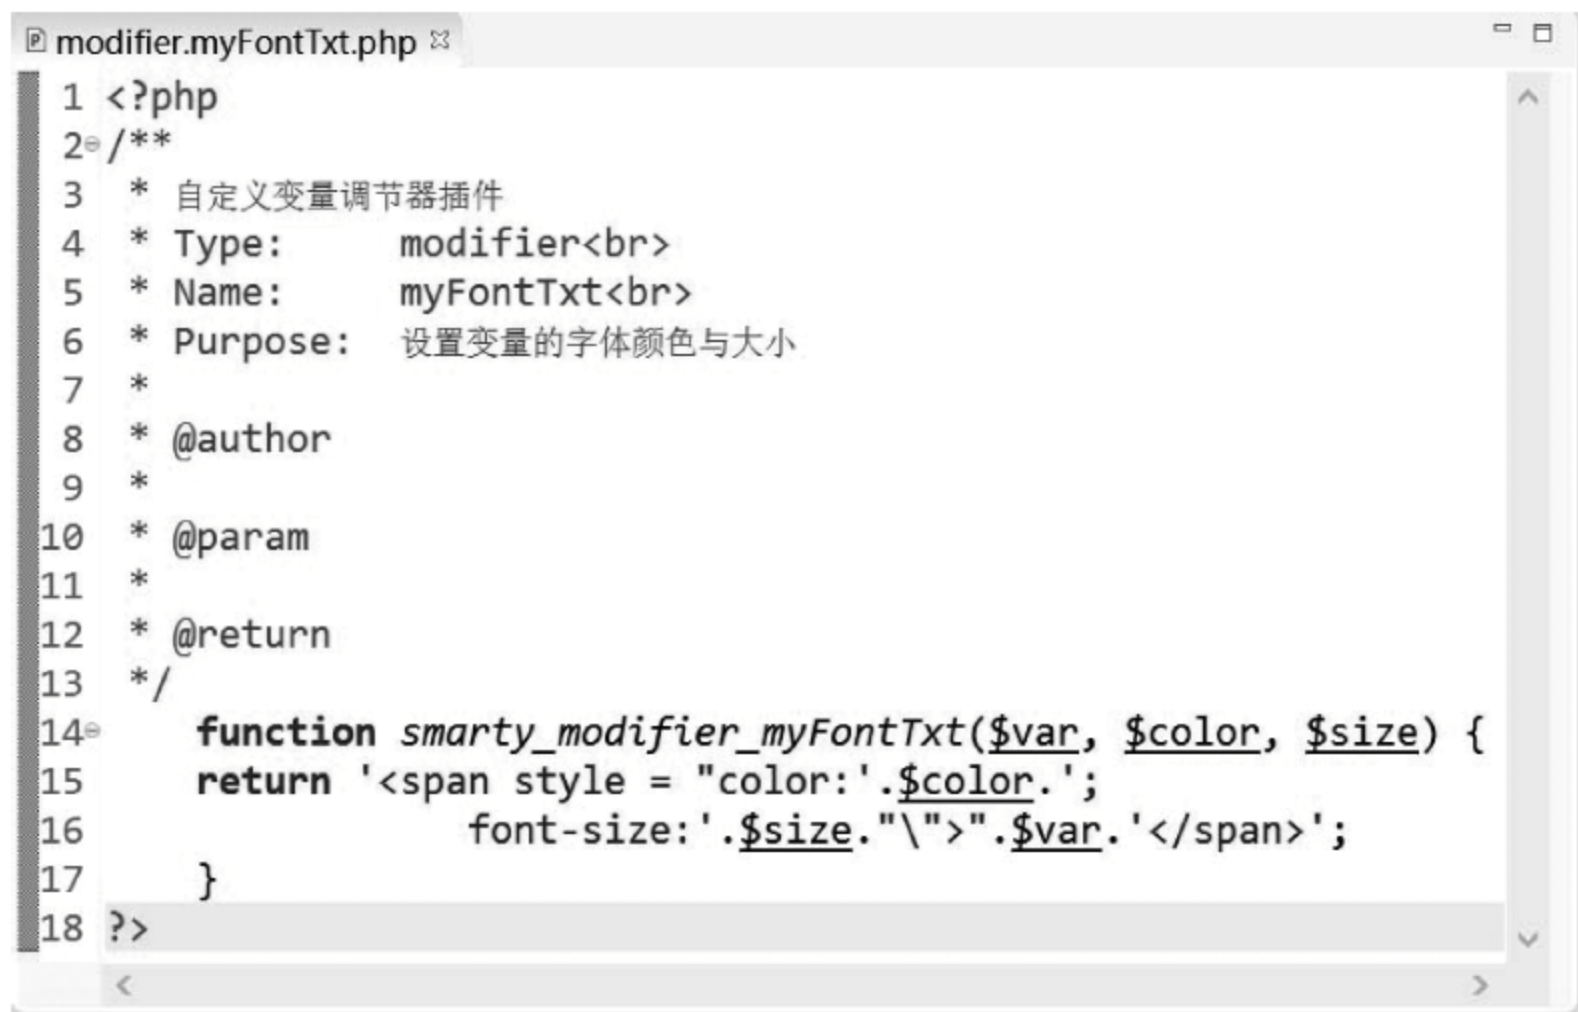 modifier.myFontTxt.php
1 <?php
2 /**
3 * 自定义变量调节器插件
4 * Type: modifier<br>
5 * Name: myFontTxt<br>
6 * Purpose: 设置变量的字体颜色与大小
7 *
8 * @author
9 *
10 * @param
11 *
12 * @return
13 */
14 function smarty_modifier_myFontTxt($var, $color, $size) {
15 return '<span style = "color:'.$color.';
16 font-size:'.$size."\">".$var.'</span>';
17 }
18 ?>